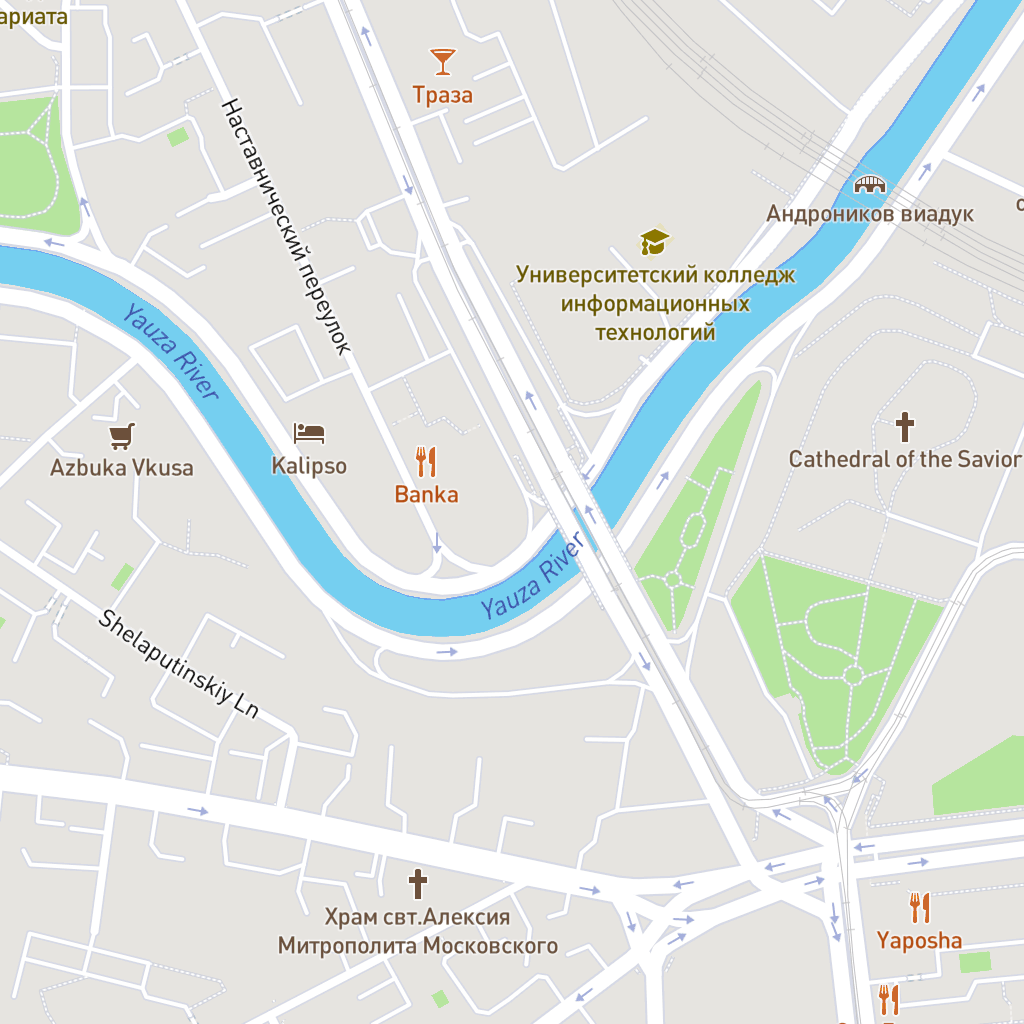 ариата
Траза
Наставнический переулок
Андроников виадук
Университетский колледж
информационных
технологий
Yauza River
Azbuka Vkusa
Kalipso
Banka
Cathedral of the Savior
Yauza River
Shelaputinskiy Ln
Храм свт.Алексия
Митрополита Московского
Yaposha